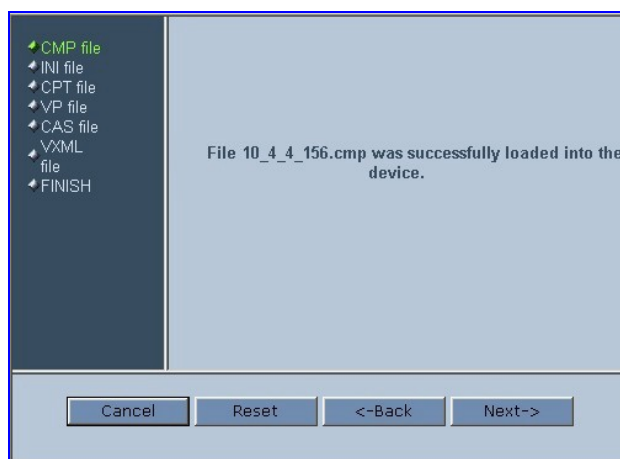 CMP file
INI file
CPT file
VP file
CAS file
VXML
file
FINISH
File 10_4_4_156.cmp was successfully loaded into the
device.
Cancel
Reset
<-Back
Next->